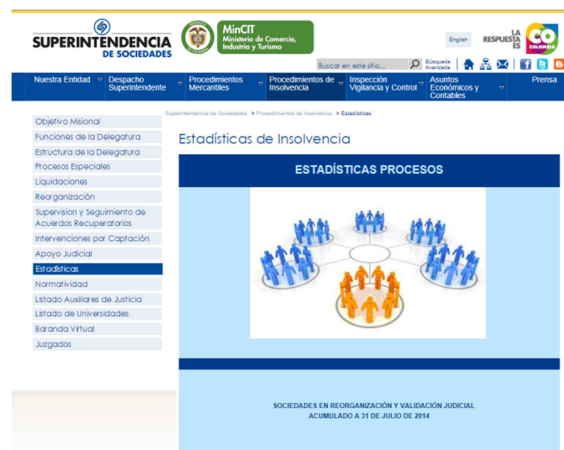 SUPERINTENDENCIA
DE SOCIEDADES
MinCIT
Ministerio de Comercio,
Industria y Turismo
English
LA
RESPUESTA
ES
CO
COLOMBIA
Buscar en este sitio...
Búsqueda
Avanzada
Nuestra Entidad
Despacho
Superintendente
Procedimientos
Mercantiles
Procedimientos de
Insolvencia
Inspección
Vigilancia y Control
Asuntos
Económicos y
Contables
Prensa
Superintendencia de Sociedades > Procedimientos de Insolvencia > Estadísticas
Objetivo Misional
Funciones de la Delegatura
Estructura de la Delegatura
Procesos Especiales
Liquidaciones
Reorganización
Supervision y Seguimiento de
Acuerdos Recuperatorios
Intervenciones por Captación
Apoyo Judicial
Estadísticas
Normatividad
Listado Auxiliares de Justicia
Listado de Universidades
Baranda Virtual
Juzgados
Estadísticas de Insolvencia
ESTADÍSTICAS PROCESOS
SOCIEDADES EN REORGANIZACIÓN Y VALIDACIÓN JUDICIAL
ACUMULADO A 31 DE JULIO DE 2014